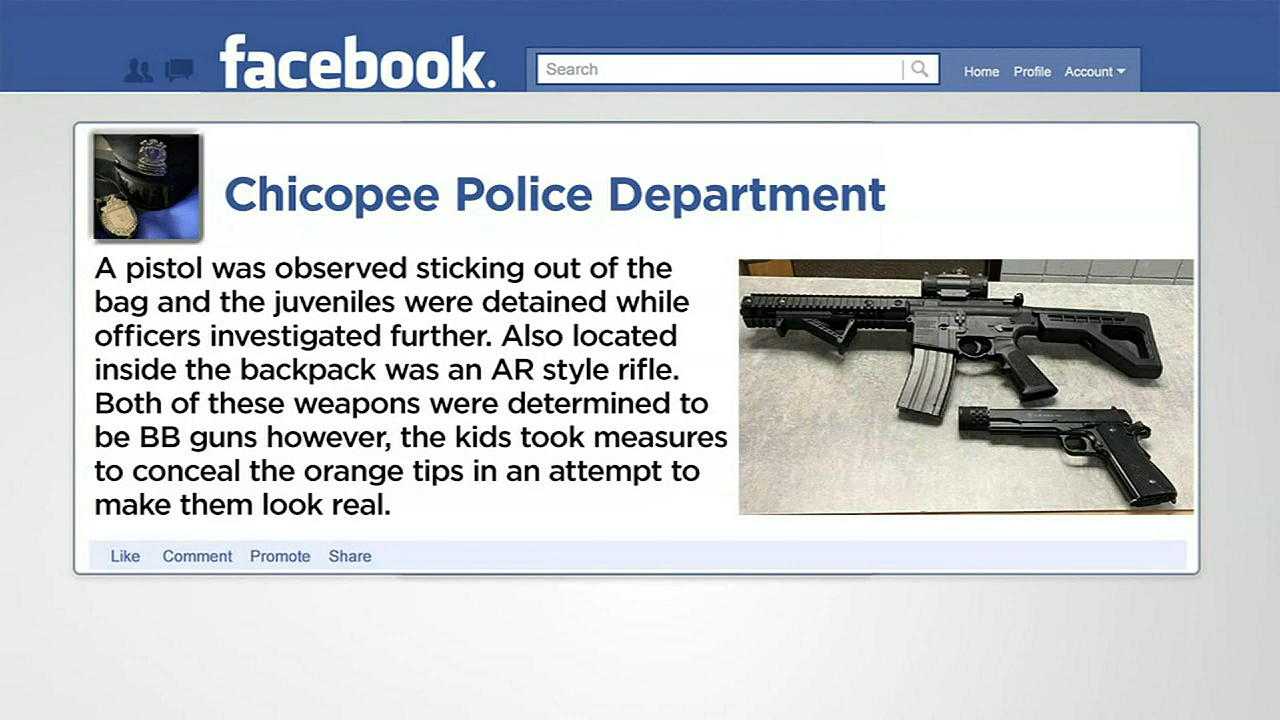 facebook.
Search
Home Profile Account
Chicopee Police Department
A pistol was observed sticking out of the
bag and the juveniles were detained while
officers investigated further. Also located
inside the backpack was an AR style rifle.
Both of these weapons were determined to
be BB guns however, the kids took measures
to conceal the orange tips in an attempt to
make them look real.
Like Comment Promote Share